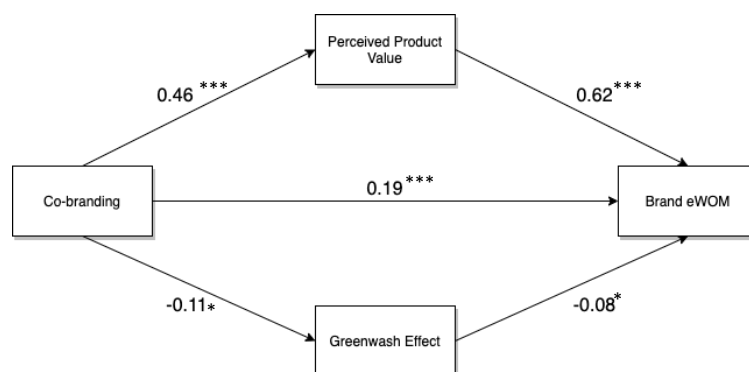 Perceived Product
Value
0.46 ***
0.62 ***
Co-branding
0.19 ***
Brand eWOM
-0.11 *
-0.08 *
Greenwash Effect